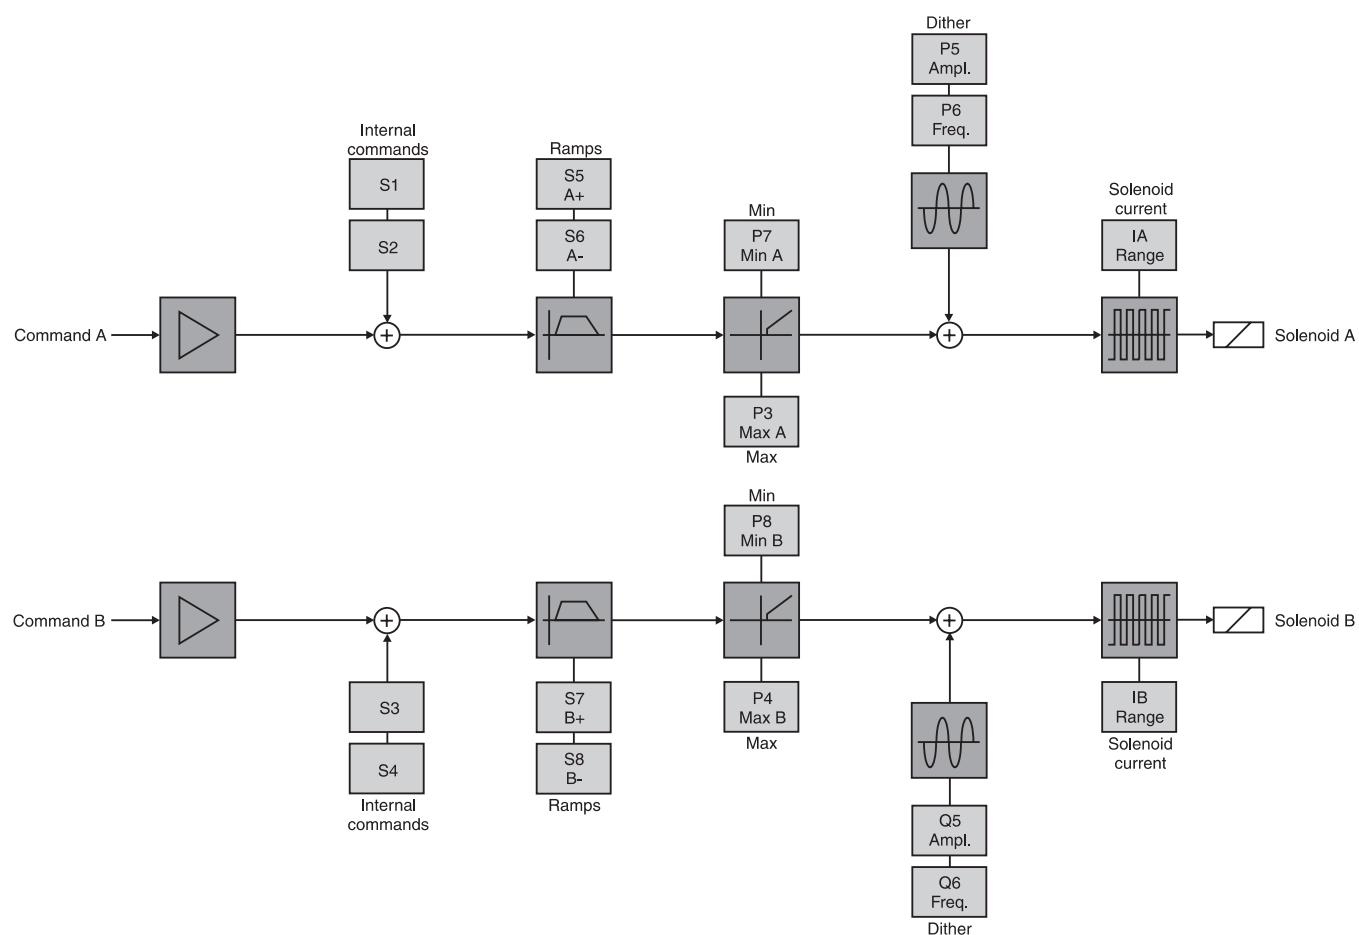 Dither
P5
Ampl.
P6
Freq.
Internal
commands
S1
S2
Ramps
S5
A+
S6
A-
Min
P7
Min A
Solenoid
current
IA
Range
Command A
Solenoid A
P3
Max A
Max
Min
P8
Min B
Command B
Solenoid B
S3
S4
Internal
commands
S7
B+
S8
B-
Ramps
P4
Max B
Max
IB
Range
Solenoid
current
Q5
Ampl.
Q6
Freq.
Dither